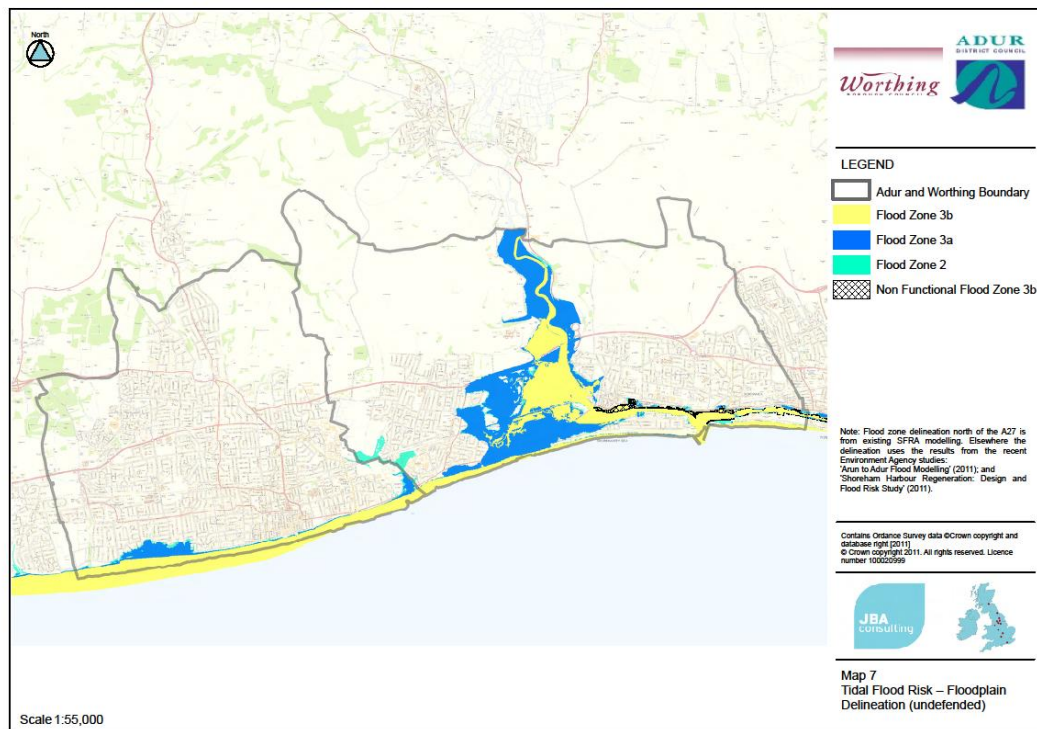 North
Worthing
BOROUGH COUNCIL
ADUR
DISTRICT COUNCIL
LEGEND
Adur and Worthing Boundary
Flood Zone 3b
Flood Zone 3a
Flood Zone 2
Non Functional Flood Zone 3b
Note: Flood zone delineation north of the A27 is
from existing SFRA modelling. Elsewhere the
delineation uses the results from the recent
Environment Agency studies:
'Arun to Adur Flood Modelling' (2011); and
'Shoreham Harbour Regeneration: Design and
Flood Risk Study' (2011).
Contains Ordance Survey data ©Crown copyright and
database right [2011]
© Crown copyright 2011. All rights reserved. Licence
number 100020999
JBA
consulting
Map 7
Tidal Flood Risk – Floodplain
Delineation (undefended)
Scale 1:55,000